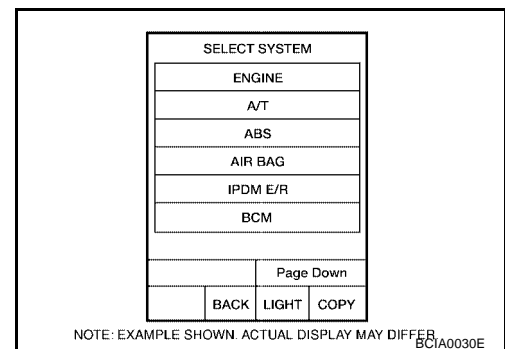 SELECT SYSTEM
ENGINE
A/T
ABS
AIR BAG
IPDM E/R
BCM
Page Down
BACK LIGHT COPY
NOTE: EXAMPLE SHOWN. ACTUAL DISPLAY MAY DIFFER
BCIA0030E